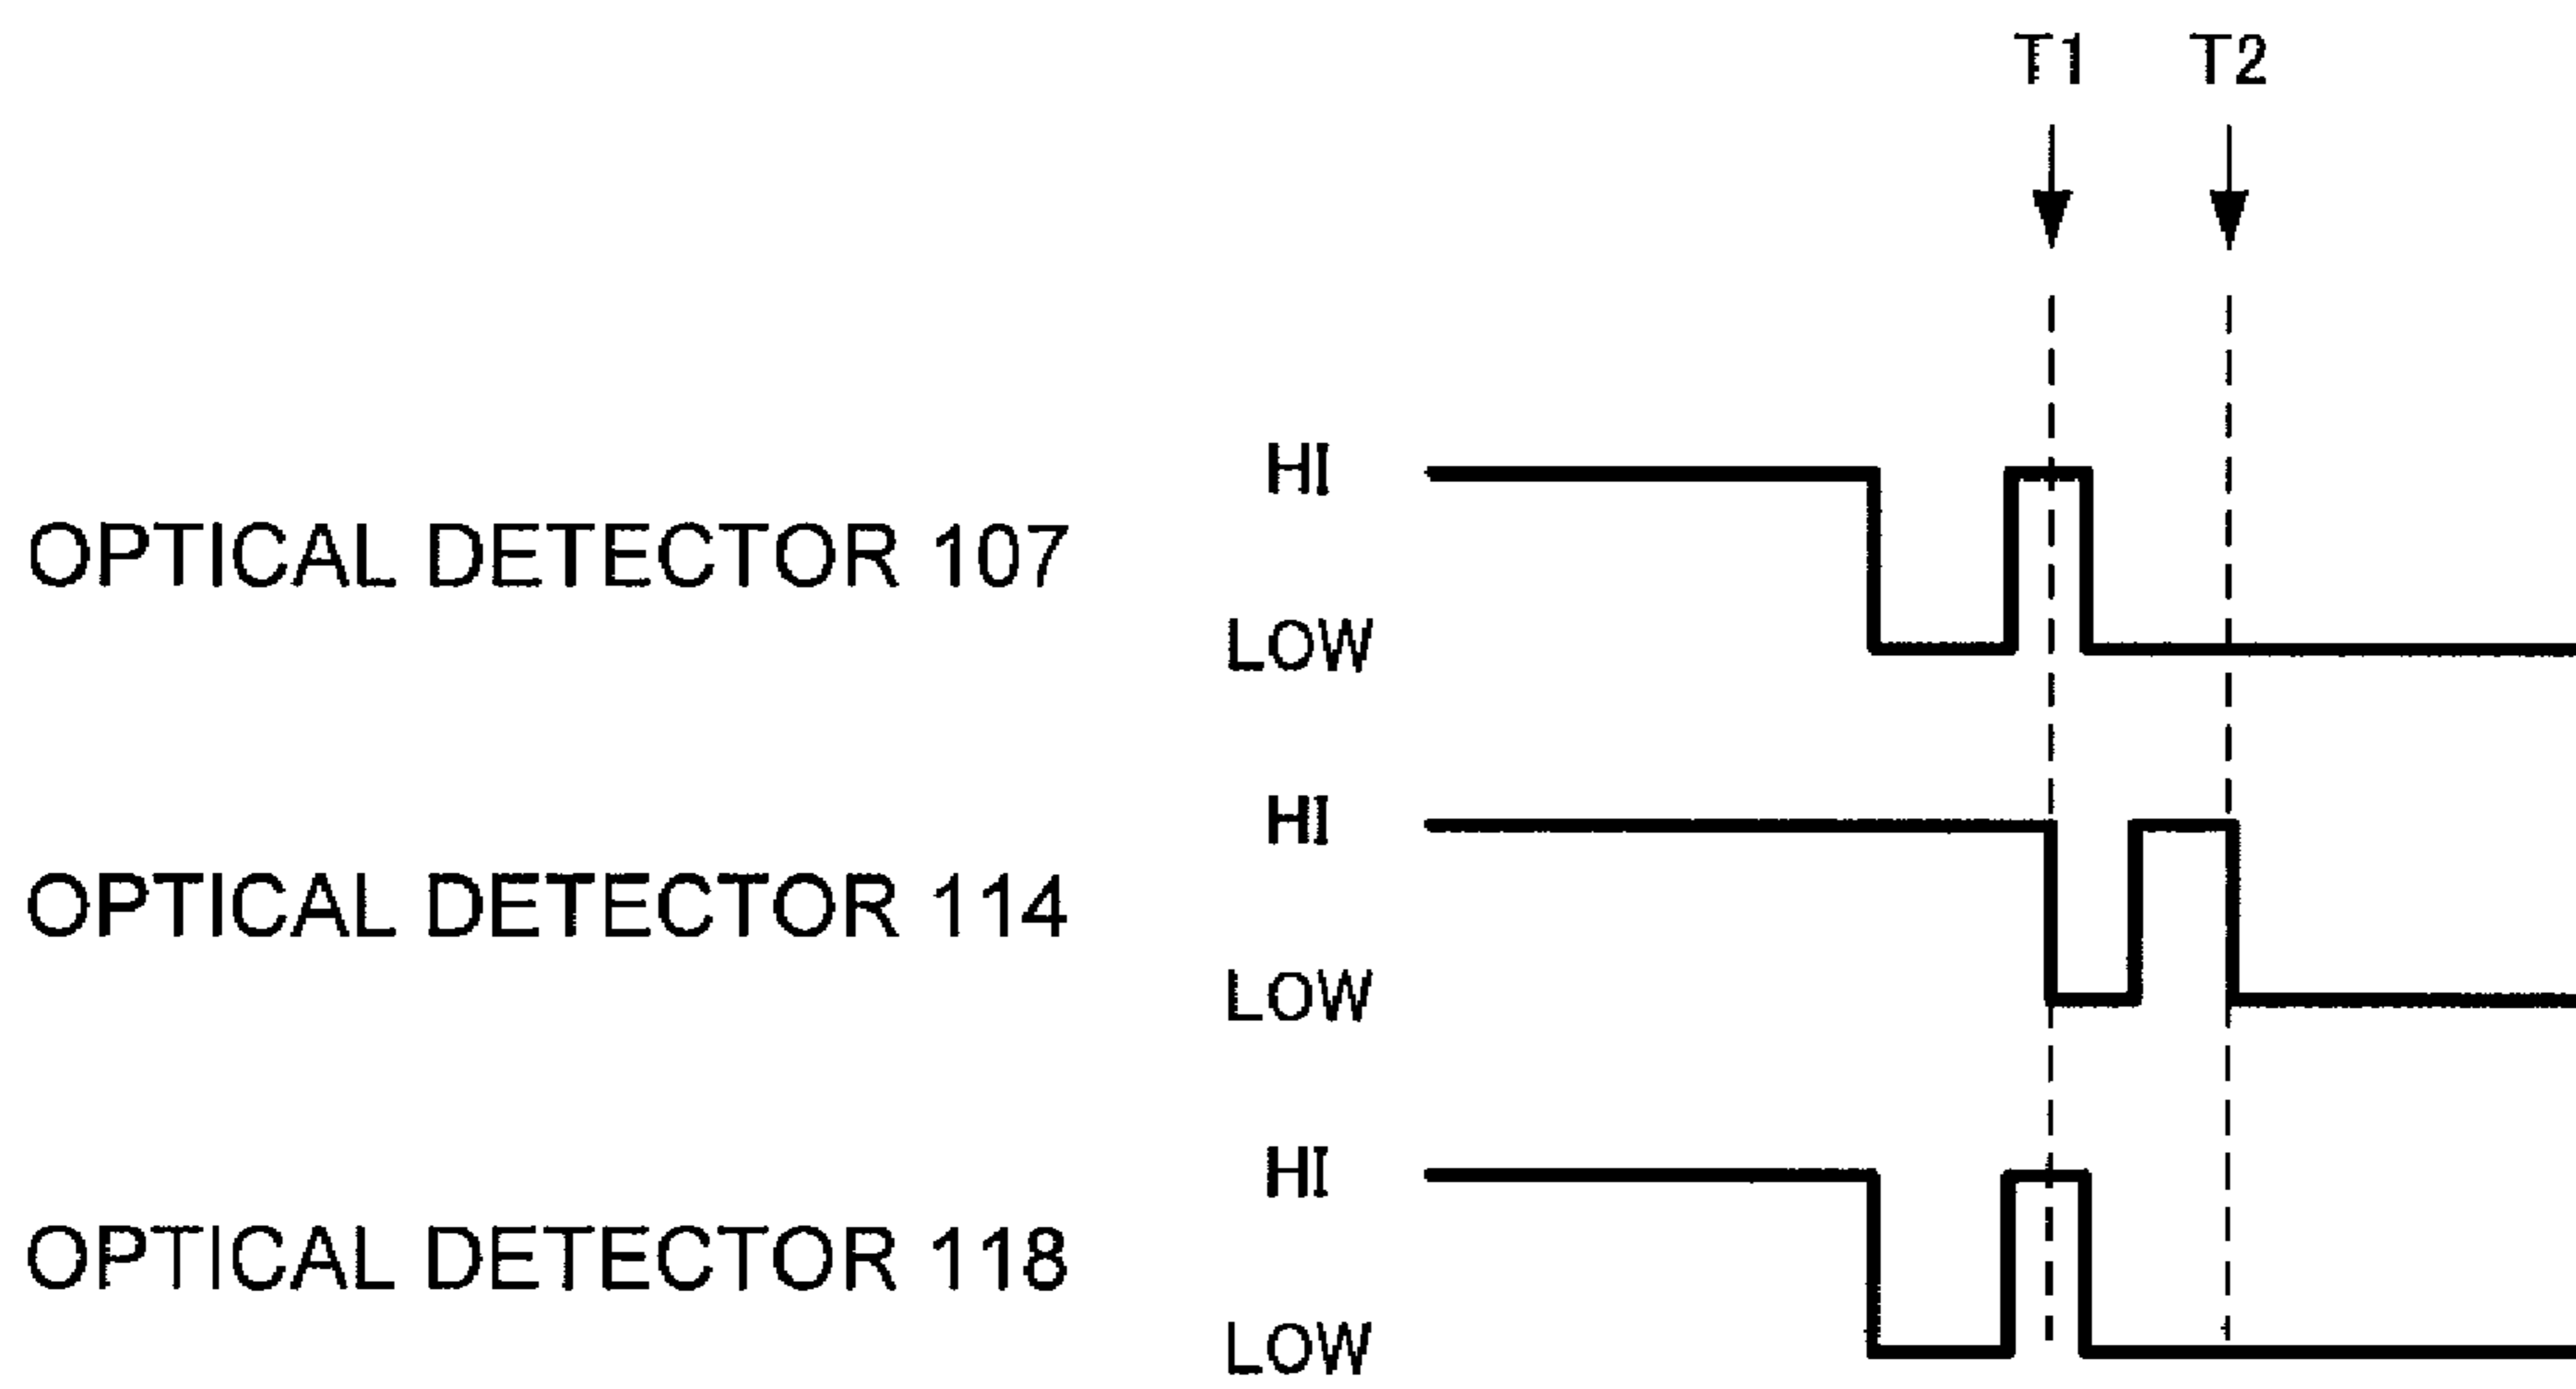 T1 T2
HI
OPTICAL DETECTOR 107
LOW
HI
OPTICAL DETECTOR 114
LOW
HI
OPTICAL DETECTOR 118
LOW